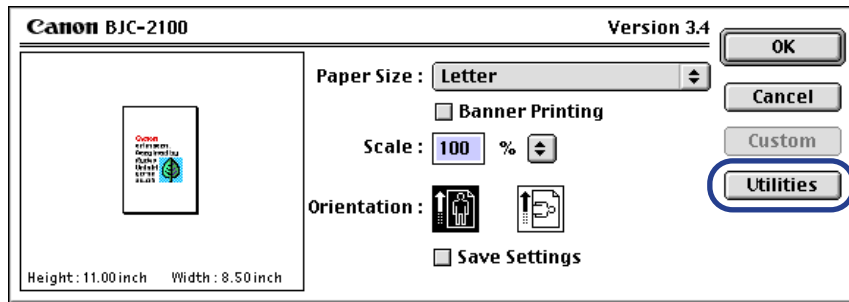 Canon BJC-2100 Version 3.4
OK
Paper Size : Letter
Cancel
Banner Printing
Custom
Scale : 100 %
Utilities
Orientation :
Save Settings
Canon
Height : 11.00 inch Width : 8.50 inch